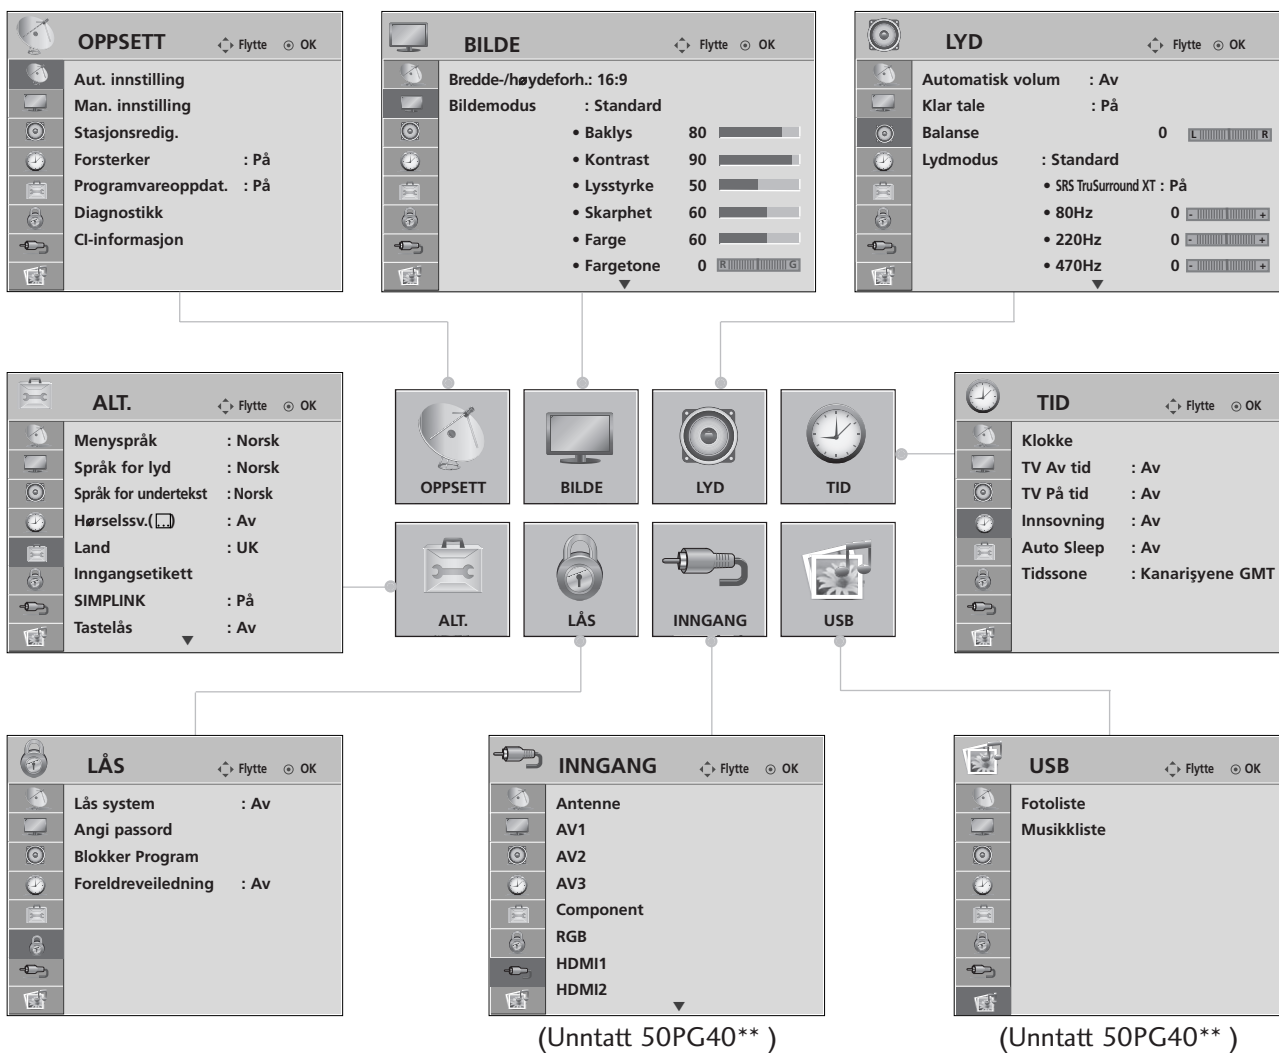 OPPSETT Flytte OK
Aut. innstilling
Man. innstilling
Stasjonsredig.
Forsterker : På
Programvareoppdat. : På
Diagnostikk
CI-informasjon
BILDE Flytte OK
Bredde-/høydeforh.: 16:9
Bildemodus : Standard
• Baklys 80
• Kontrast 90
• Lysstyrke 50
• Skarphet 60
• Farge 60
• Fargetone 0 R G
LYD Flytte OK
Automatisk volum : Av
Klar tale : På
Balanse 0 L R
Lydmodus : Standard
• SRS TruSurround XT : På
• 80Hz 0 - +
• 220Hz 0 - +
• 470Hz 0 - +
ALT. Flytte OK
Menyspråk : Norsk
Språk for lyd : Norsk
Språk for undertekst : Norsk
Hørselssv.( ) : Av
Land : UK
Inngangsetikett
SIMPLINK : På
Tastelås : Av
OPPSETT
BILDE
LYD
TID
ALT.
LÅS
INNGANG
USB
TID Flytte OK
Klokke
TV Av tid : Av
TV På tid : Av
Innsovning : Av
Auto Sleep : Av
Tidssone : Kanarişyene GMT
LÅS Flytte OK
Lås system : Av
Angi passord
Blokker Program
Foreldreveiledning : Av
INNGANG Flytte OK
Antenne
AV1
AV2
AV3
Component
RGB
HDMI1
HDMI2
(Unntatt 50PG40** )
USB Flytte OK
Fotoliste
Musikkliste
(Unntatt 50PG40** )